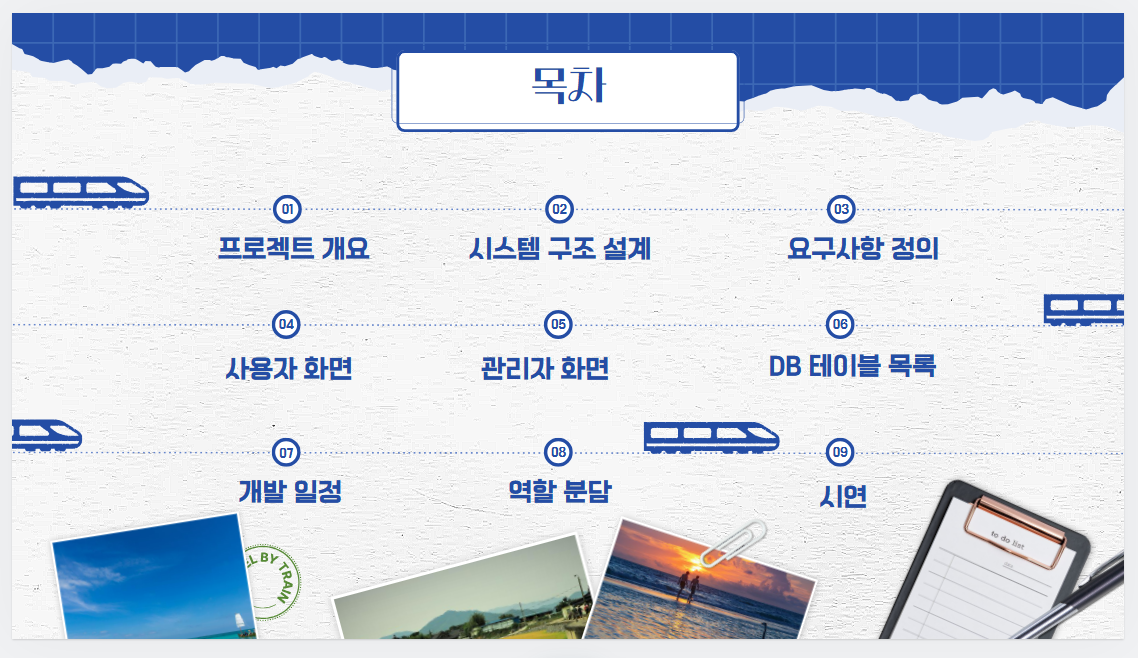 목차
01
02
03
프로젝트 개요
시스템 구조 설계
요구사항 정의
04
05
06
사용자 화면
관리자 화면
DB 테이블 목록
07
08
09
개발 일정
역할 분담
시연
BY TRAIN
to do list